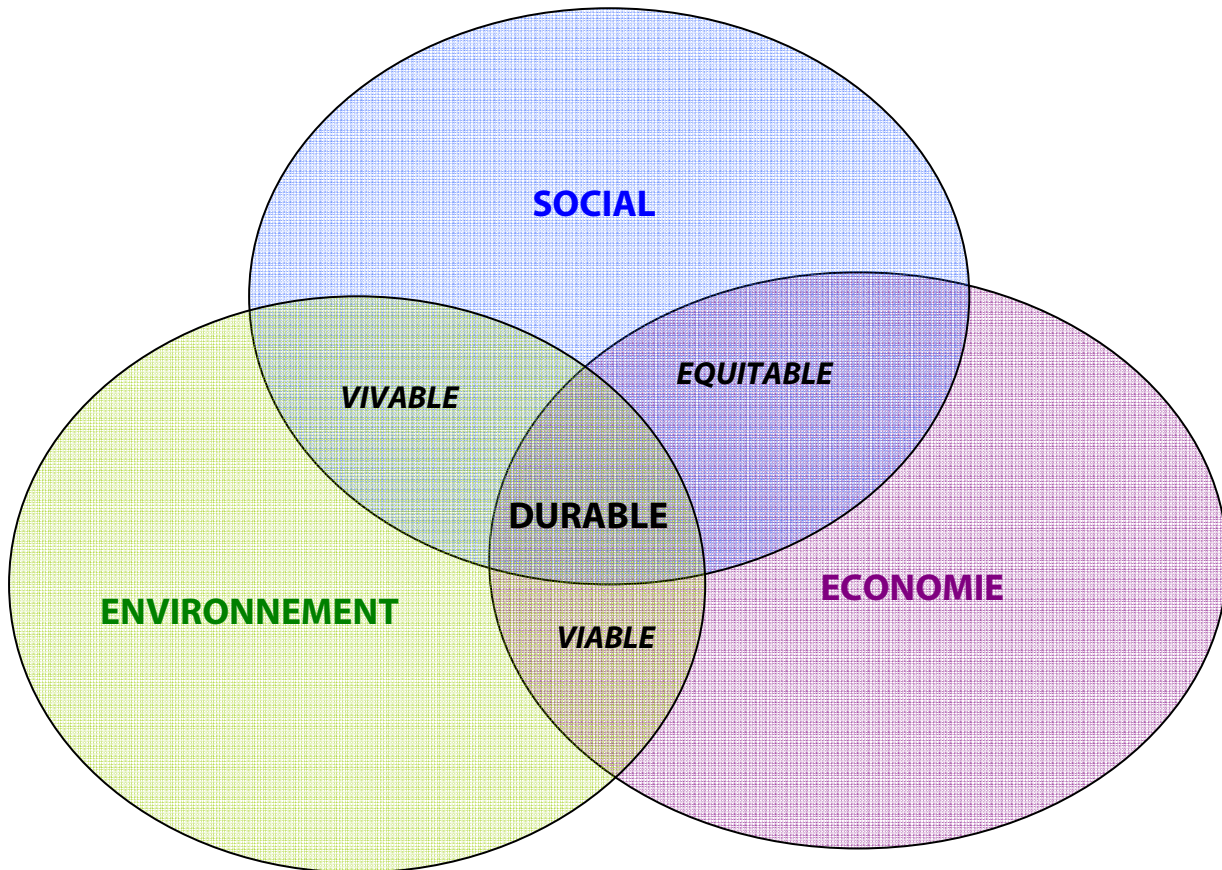 SOCIAL
EQUITABLE
VIVABLE
DURABLE
ECONOMIE
ENVIRONNEMENT
VIABLE